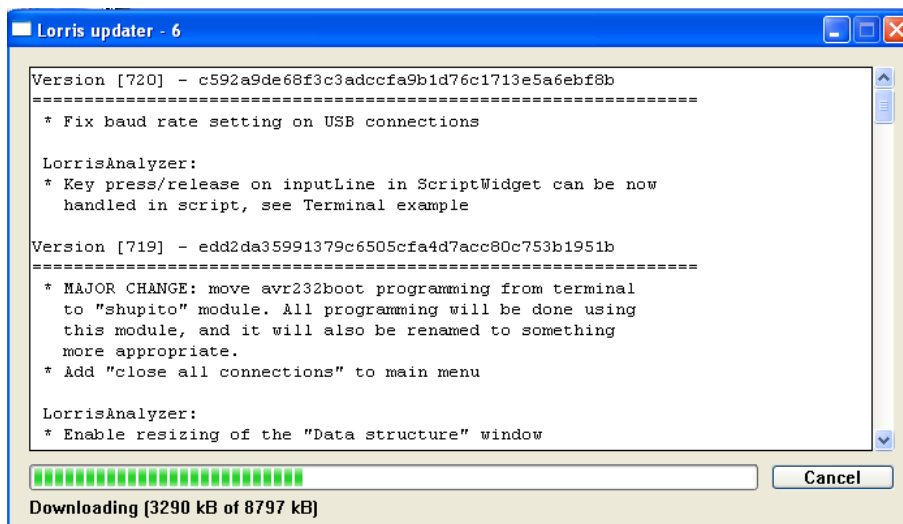 Lorris updater - 6
Version [720] - c592a9de68f3c3adccfa9b1d76c1713e5a6ebf8b
================================================================
* Fix baud rate setting on USB connections
LorrisAnalyzer:
* Key press/release on inputLine in ScriptWidget can be now
handled in script, see Terminal example
Version [719] - edd2da35991379c6505cfa4d7acc80c753b1951b
================================================================
* MAJOR CHANGE: move avr232boot programming from terminal
to "shupito" module. All programming will be done using
this module, and it will also be renamed to something
more appropriate.
* Add "close all connections" to main menu
LorrisAnalyzer:
* Enable resizing of the "Data structure" window
Cancel
Downloading (3290 kB of 8797 kB)